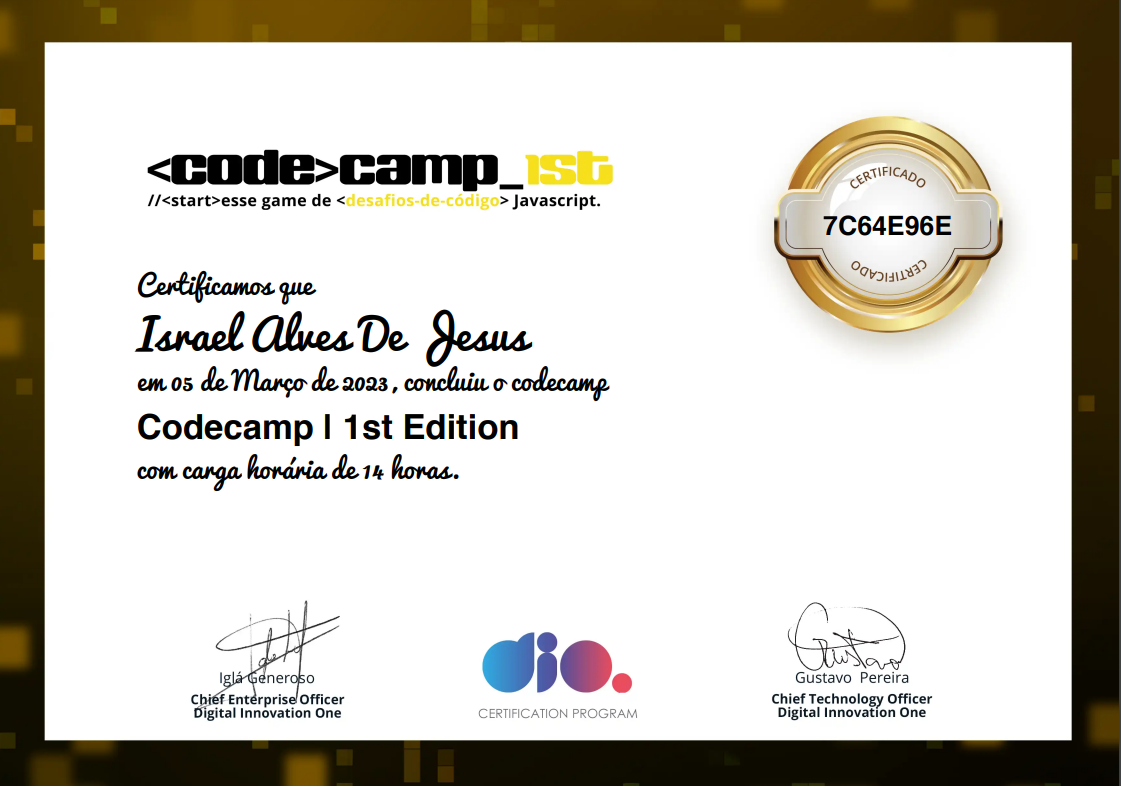 <code>camp_1st
//<start>esse game de <desafios-de-código> Javascript.
CERTIFICADO
7C64E96E
CERTIFICADO
Certificamos que
Israel Alves De Jesus
em 05 de Março de 2023, concluiu o codecamp
Codecamp | 1st Edition
com carga horária de 14 horas.
Iglá Generoso
Chief Enterprise Officer
Digital Innovation One
dio.
CERTIFICATION PROGRAM
Gustavo
Gustavo Pereira
Chief Technology Officer
Digital Innovation One